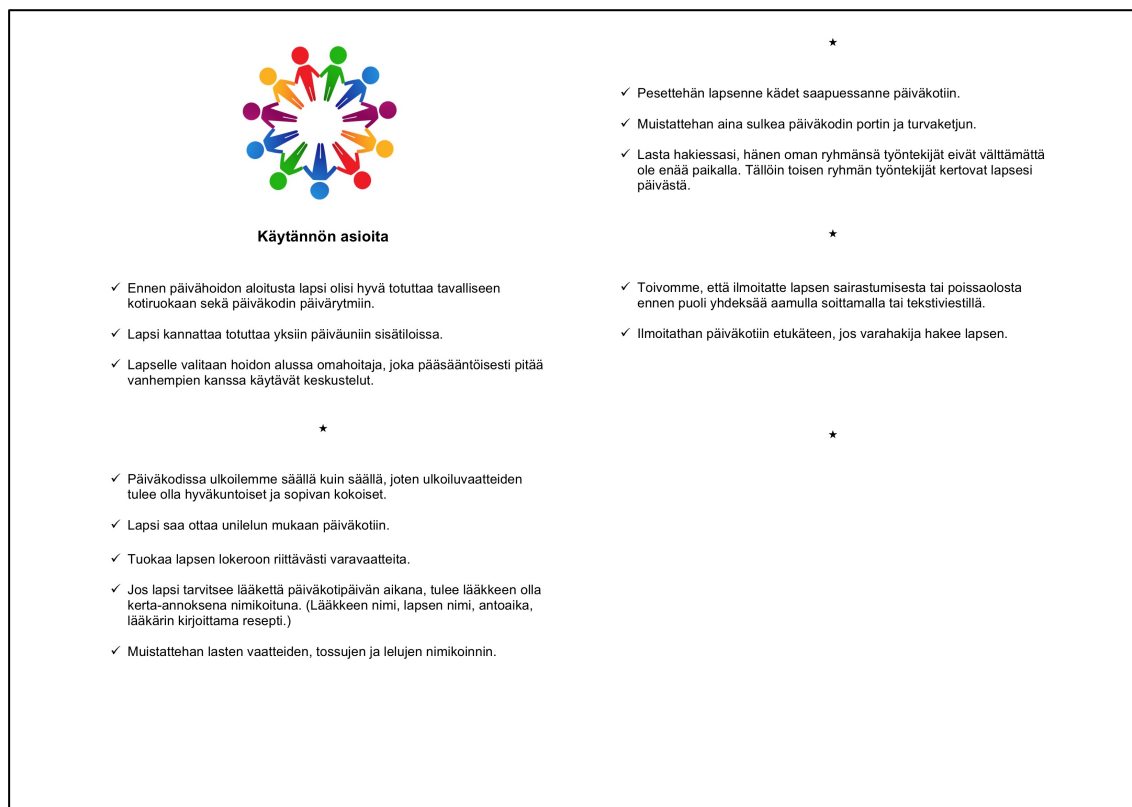 Käytännön asioita
✓ Ennen päivähoidon aloitusta lapsi olisi hyvä totuttaa tavalliseen
kotiruokaan sekä päiväkodin päivärytmiin.
✓ Lapsi kannattaa totuttaa yksiin päiväuniin sisätiloissa.
✓ Lapselle valitaan hoidon alussa omahoitaja, joka pääsääntöisesti pitää
vanhempien kanssa käytävät keskustelut.
★
✓ Päiväkodissa ulkoilemme säällä kuin säällä, joten ulkoiluvaatteiden
tulee olla hyväkuntoiset ja sopivan kokoiset.
✓ Lapsi saa ottaa unilelun mukaan päiväkotiin.
✓ Tuokaa lapsen lokeroon riittävästi varavaatteita.
✓ Jos lapsi tarvitsee lääkettä päiväkotipäivän aikana, tulee lääkkeen olla
kerta-annoksena nimikoituna. (Lääkkeen nimi, lapsen nimi, antoaika,
lääkärin kirjoittama resepti.)
✓ Muistattehan lasten vaatteiden, tossujen ja lelujen nimikoinnin.
★
✓ Pesettehän lapsenne kädet saapuessanne päiväkotiin.
✓ Muistattehan aina sulkea päiväkodin portin ja turvaketjun.
✓ Lasta hakiessasi, hänen oman ryhmänsä työntekijät eivät välttämättä
ole enää paikalla. Tällöin toisen ryhmän työntekijät kertovat lapsesi
päivästä.
★
✓ Toivomme, että ilmoitatte lapsen sairastumisesta tai poissaolosta
ennen puoli yhdeksää aamulla soittamalla tai tekstiviestillä.
✓ Ilmoitathan päiväkotiin etukäteen, jos varahakija hakee lapsen.
★